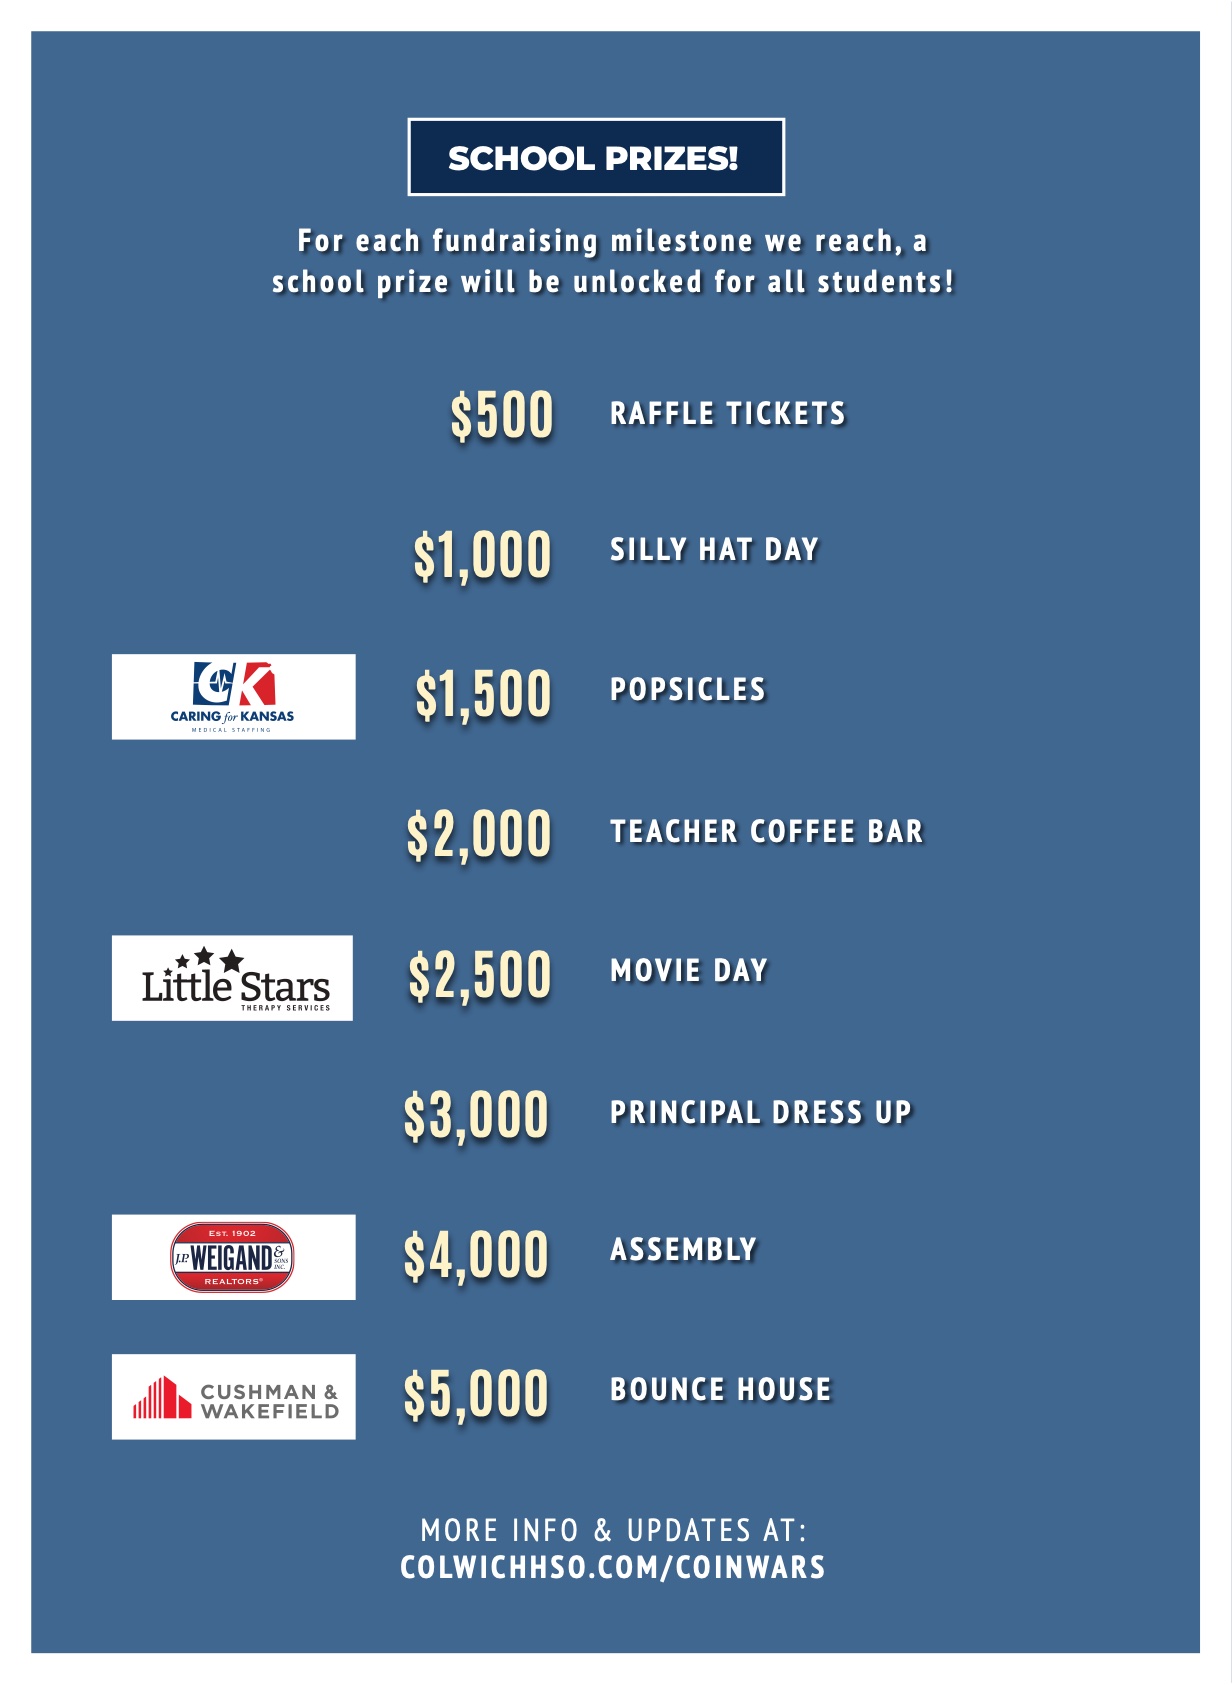 SCHOOL PRIZES!
For each fundraising milestone we reach, a
school prize will be unlocked for all students!
$500 RAFFLE TICKETS
$1,000 SILLY HAT DAY
CK
CARING for KANSAS
MEDICAL STAFFING
$1,500 POPSICLES
$2,000 TEACHER COFFEE BAR
Little Stars
THERAPY SERVICES
$2,500 MOVIE DAY
$3,000 PRINCIPAL DRESS UP
EST. 1902
J.P. WEIGAND & SONS INC.
REALTORS®
$4,000 ASSEMBLY
CUSHMAN &
WAKEFIELD
$5,000 BOUNCE HOUSE
MORE INFO & UPDATES AT:
COLWICHHSO.COM/COINWARS